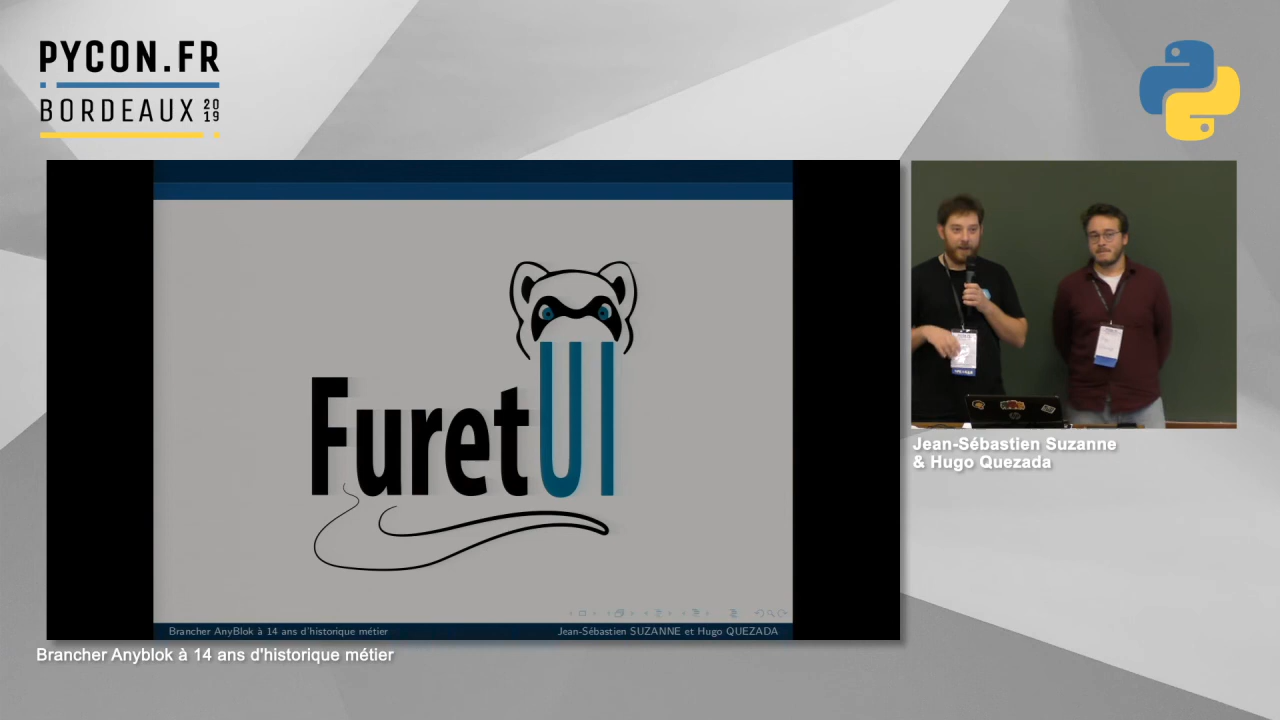 PYCON.FR
BORDEAUX 2019
FuretUI
Brancher AnyBlok à 14 ans d'historique métier
Jean-Sébastien SUZANNE et Hugo QUEZADA
Jean-Sébastien Suzanne
& Hugo Quezada
Brancher Anyblok à 14 ans d'historique métier